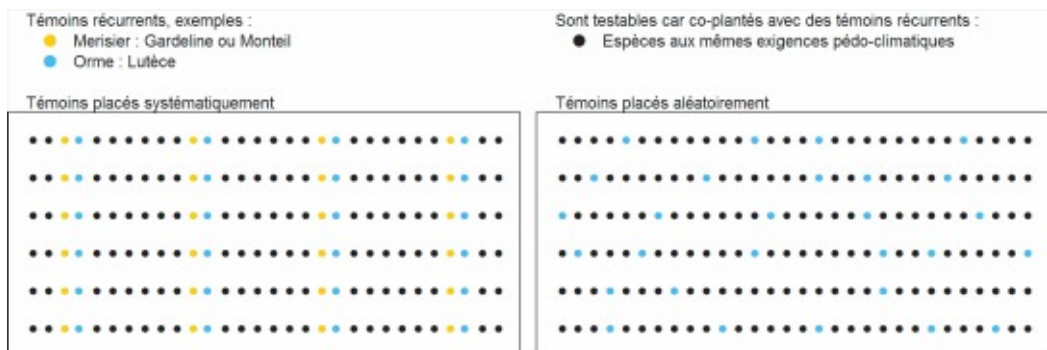 Témoins récurrents, exemples :
Merisier : Gardeline ou Monteil
Orme : Lutèce
Sont testables car co-plantés avec des témoins récurrents :
Espèces aux mêmes exigences pédo-climatiques
Témoins placés systématiquement
Témoins placés aléatoirement